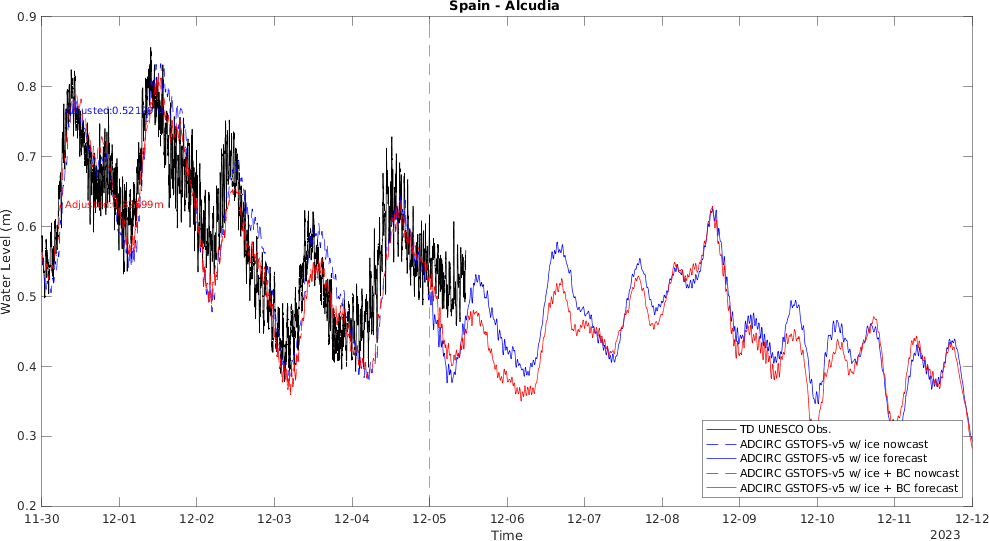 Spain - Alcudia
0.9
0.8
0.7
0.6
0.5
0.4
0.3
0.2
Water Level (m)
11-30
12-01
12-02
12-03
12-04
12-05
12-06
12-07
12-08
12-09
12-10
12-11
12-12
Time
2023
TD UNESCO Obs.
ADCIRC GSTOFS-v5 w/ ice nowcast
ADCIRC GSTOFS-v5 w/ ice forecast
ADCIRC GSTOFS-v5 w/ ice + BC nowcast
ADCIRC GSTOFS-v5 w/ ice + BC forecast